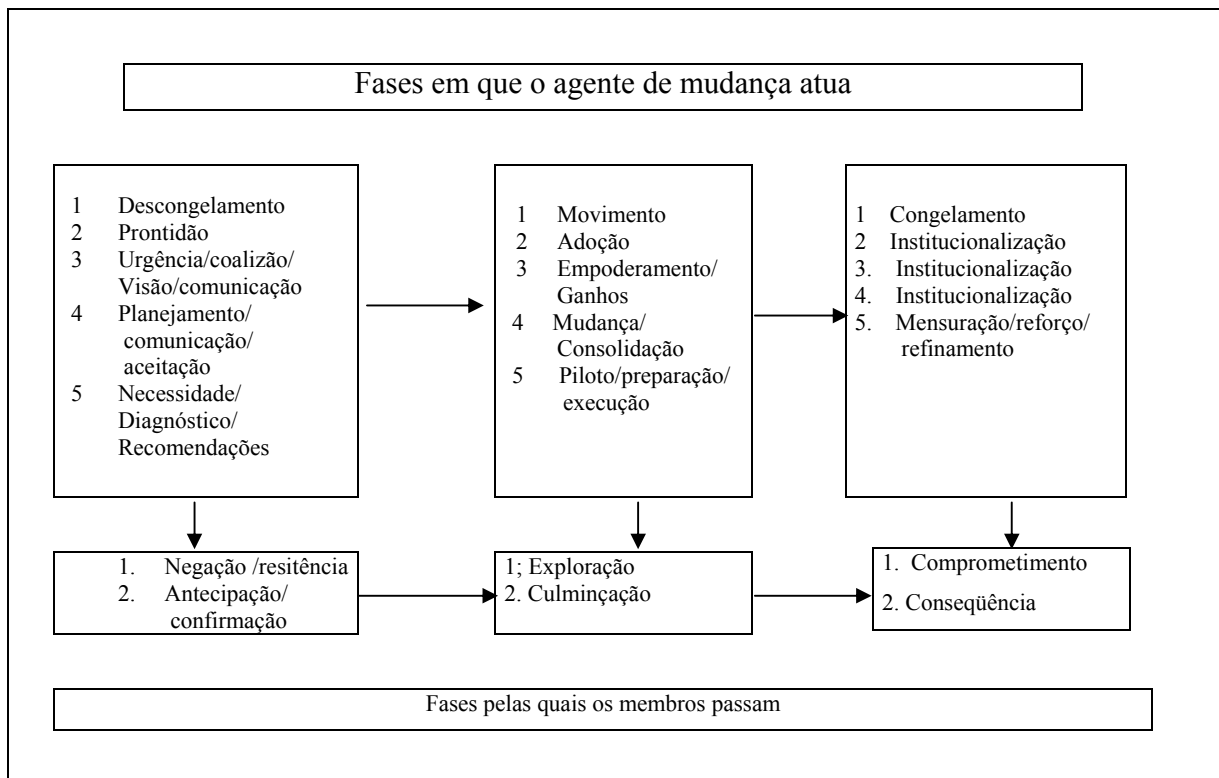 Fases em que o agente de mudança atua
1 Descongelamento
2 Prontidão
3 Urgência/coalizão/
Visão/comunicação
4 Planejamento/
comunicação/
aceitação
5 Necessidade/
Diagnóstico/
Recomendações
1 Movimento
2 Adoção
3 Empoderamento/
Ganhos
4 Mudança/
Consolidação
5 Piloto/preparação/
execução
1 Congelamento
2 Institucionalização
3. Institucionalização
4. Institucionalização
5. Mensuração/reforço/
refinamento
1. Negação /resitência
2. Antecipação/
confirmação
1; Exploração
2. Culminçação
1. Comprometimento
2. Conseqüência
Fases pelas quais os membros passam